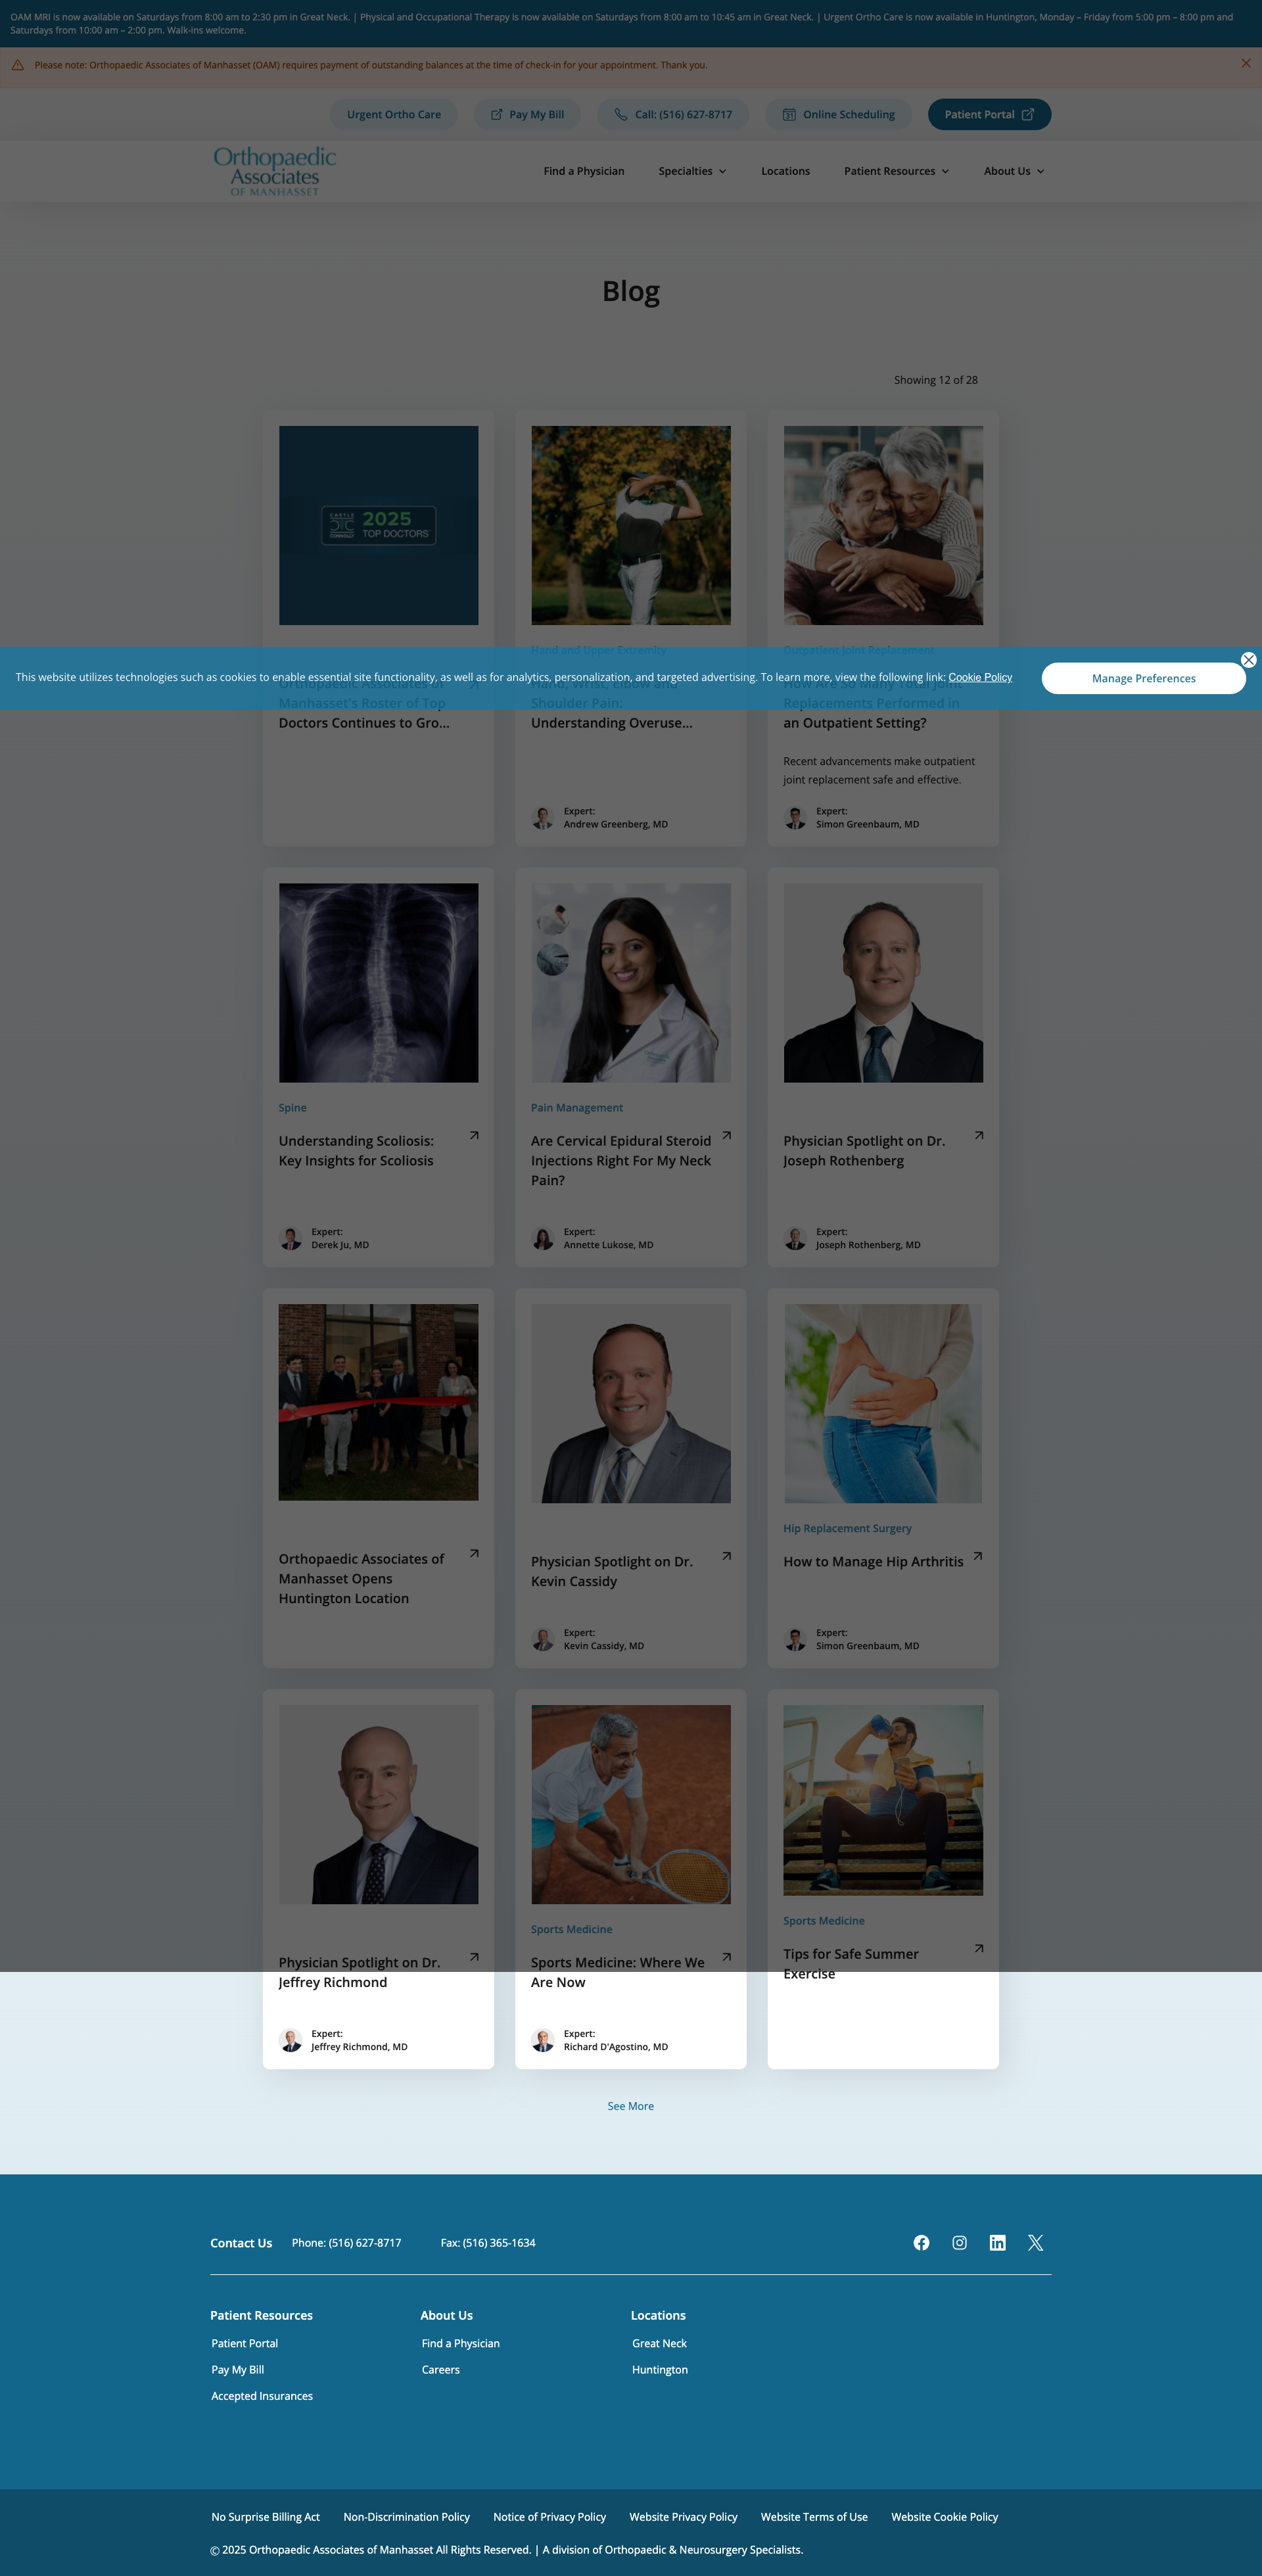 OAM MRI is now available on Saturdays from 8:00 am to 2:30 pm in Great Neck. | Physical and Occupational Therapy is now available on Saturdays from 8:00 am to 10:45 am in Great Neck. | Urgent Ortho Care is now available in Huntington, Monday – Friday from 5:00 pm – 8:00 pm and
Saturdays from 10:00 am – 2:00 pm. Walk-ins welcome.
Please note: Orthopaedic Associates of Manhasset (OAM) requires payment of outstanding balances at the time of check-in for your appointment. Thank you.
Urgent Ortho Care
Pay My Bill
Call: (516) 627-8717
31 Online Scheduling
Patient Portal
Orthopaedic
Associates
OF MANHASSET
Find a Physician
Specialties
Locations
Patient Resources
About Us
Blog
Showing 12 of 28
CASTLE
CONNOLLY
2025
TOP DOCTORS
Orthopaedic Associates of
Manhasset's Roster of Top
Doctors Continues to Gro...
Hand and Upper Extremity
Hand, Wrist, Elbow and
Shoulder Pain:
Understanding Overuse...
Expert:
Andrew Greenberg, MD
Outpatient Joint Replacement
How Are So Many Total Joint
Replacements Performed in
an Outpatient Setting?
Recent advancements make outpatient
joint replacement safe and effective.
Expert:
Simon Greenbaum, MD
This website utilizes technologies such as cookies to enable essential site functionality, as well as for analytics, personalization, and targeted advertising. To learn more, view the following link: Cookie Policy
Manage Preferences
Spine
Understanding Scoliosis:
Key Insights for Scoliosis
Expert:
Derek Ju, MD
Pain Management
Are Cervical Epidural Steroid
Injections Right For My Neck
Pain?
Expert:
Annette Lukose, MD
Physician Spotlight on Dr.
Joseph Rothenberg
Expert:
Joseph Rothenberg, MD
Orthopaedic Associates of
Manhasset Opens
Huntington Location
Physician Spotlight on Dr.
Kevin Cassidy
Expert:
Kevin Cassidy, MD
Hip Replacement Surgery
How to Manage Hip Arthritis
Expert:
Simon Greenbaum, MD
Physician Spotlight on Dr.
Jeffrey Richmond
Expert:
Jeffrey Richmond, MD
Sports Medicine
Sports Medicine: Where We
Are Now
Expert:
Richard D'Agostino, MD
Sports Medicine
Tips for Safe Summer
Exercise
See More
Contact Us
Phone: (516) 627-8717
Fax: (516) 365-1634
Patient Resources
Patient Portal
Pay My Bill
Accepted Insurances
About Us
Find a Physician
Careers
Locations
Great Neck
Huntington
No Surprise Billing Act
Non-Discrimination Policy
Notice of Privacy Policy
Website Privacy Policy
Website Terms of Use
Website Cookie Policy
© 2025 Orthopaedic Associates of Manhasset All Rights Reserved. | A division of Orthopaedic & Neurosurgery Specialists.